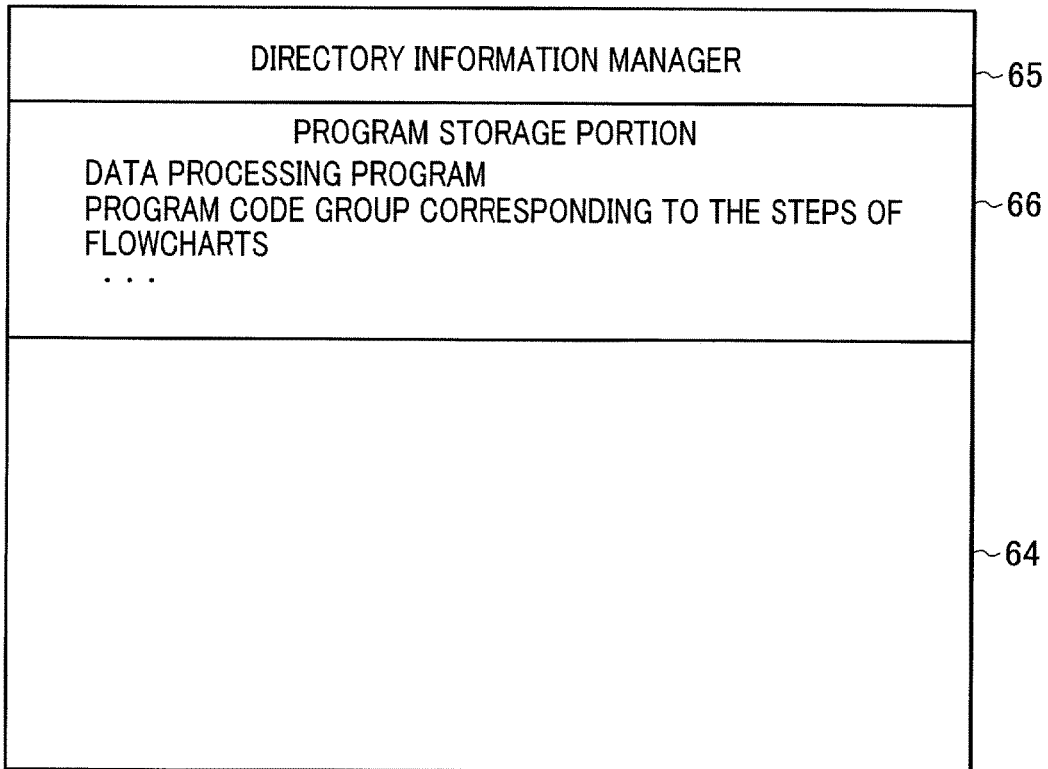 DIRECTORY INFORMATION MANAGER
65
PROGRAM STORAGE PORTION
DATA PROCESSING PROGRAM
PROGRAM CODE GROUP CORRESPONDING TO THE STEPS OF
FLOWCHARTS
66
. . .
64